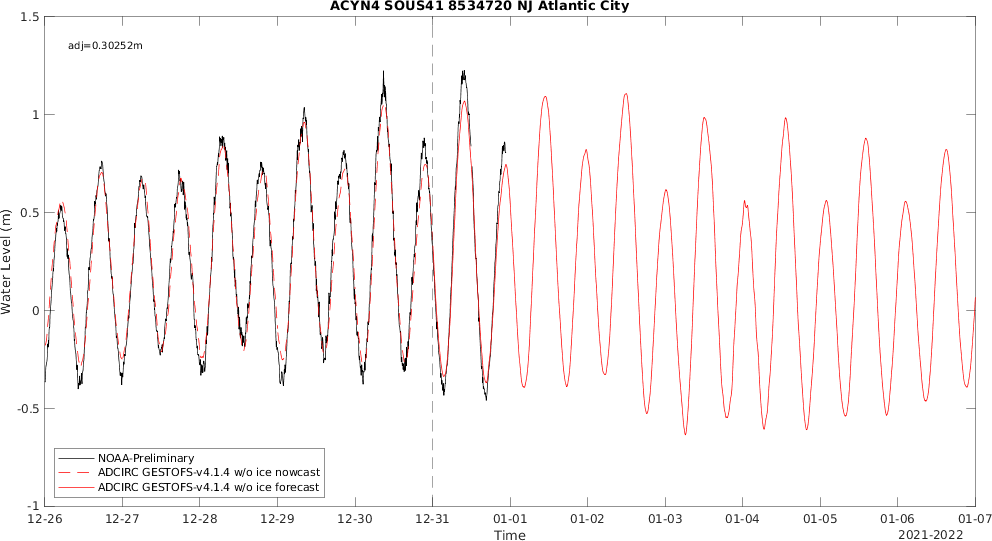 ACYN4 SOUS41 8534720 NJ Atlantic City
adj=0.30252m
1.5
1
0.5
0
-0.5
-1
Water Level (m)
NOAA-Preliminary
ADCIRC GESTOFS-v4.1.4 w/o ice nowcast
ADCIRC GESTOFS-v4.1.4 w/o ice forecast
12-26 12-27 12-28 12-29 12-30 12-31 01-01 01-02 01-03 01-04 01-05 01-06 01-07
Time
2021-2022